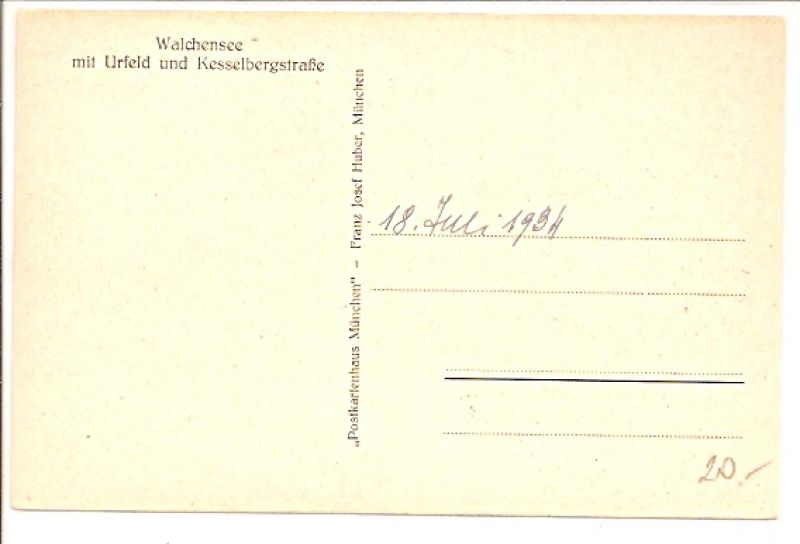 Walchensee
mit Urfeld und Kesselbergstraße
„Postkartenhaus München" – Franz Josef Huber, München
18. Juli 1934
20.-